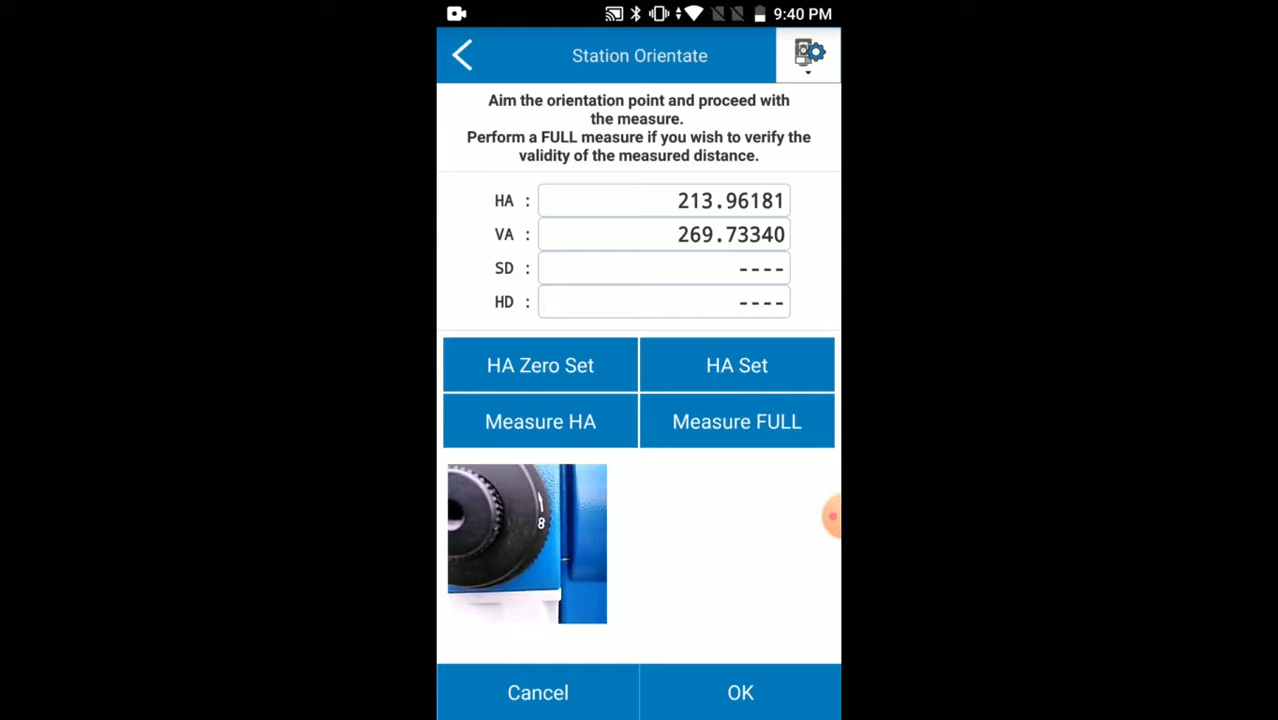 9:40 PM
Station Orientate
Aim the orientation point and proceed with
the measure.
Perform a FULL measure if you wish to verify the
validity of the measured distance.
HA : 213.96181
VA : 269.73340
SD : ----
HD : ----
HA Zero Set HA Set
Measure HA Measure FULL
8
Cancel OK